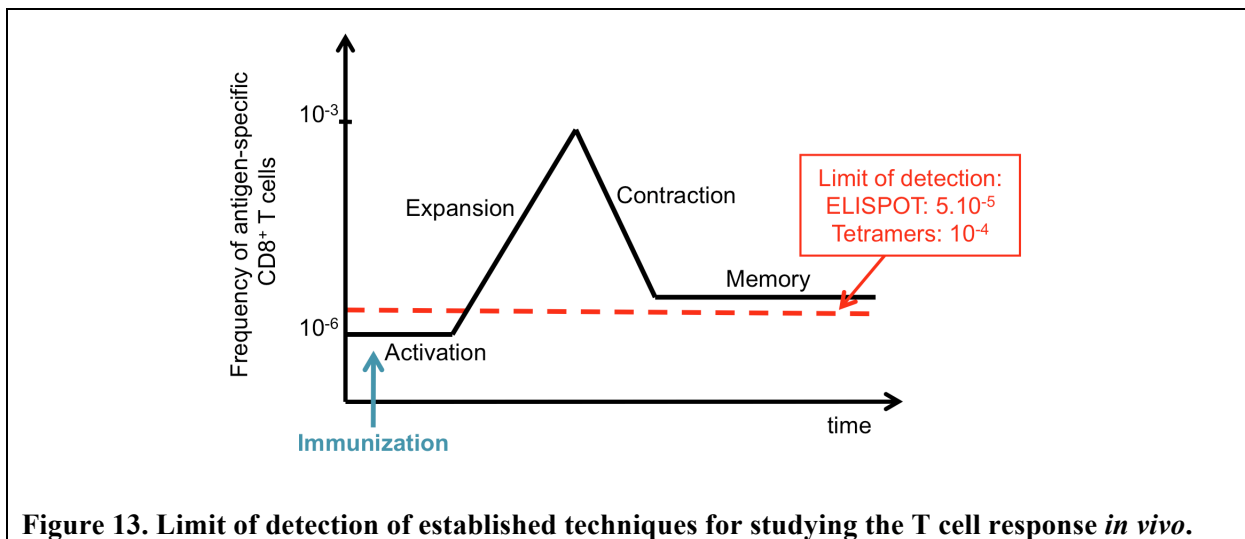 Frequency of antigen-specific
CD8⁺ T cells
10⁻³
10⁻⁶
Expansion
Contraction
Memory
Activation
Limit of detection:
ELISPOT: 5.10⁻⁵
Tetramers: 10⁻⁴
time
Immunization
Figure 13. Limit of detection of established techniques for studying the T cell response in vivo.